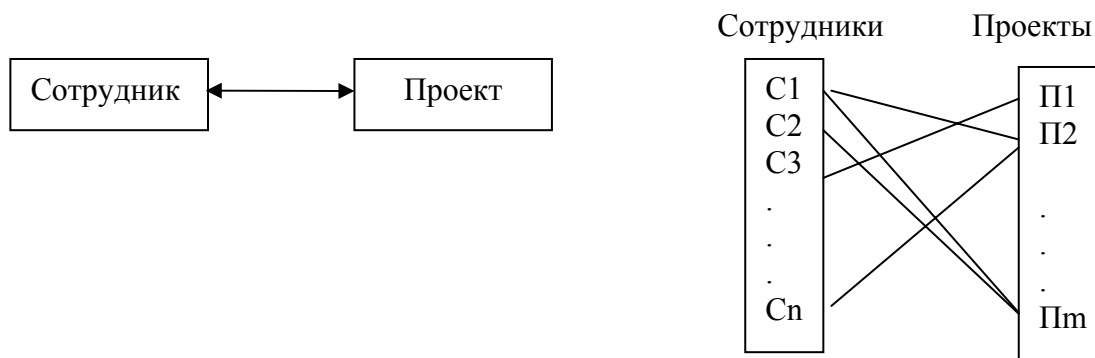 Сотрудники
Проекты
Сотрудник
Проект
С1
С2
С3
.
.
.
Сn
П1
П2
.
.
.
Пm